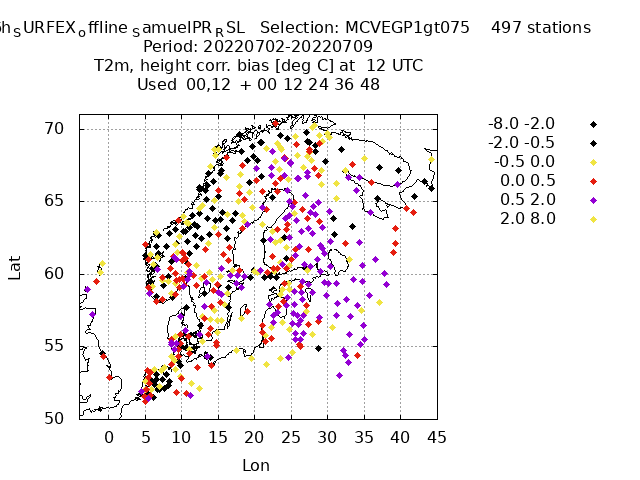 SURFEXoffline SamuelPRRSL Selection: MCVEGP1gt075 497 stations
Period: 20220702-20220709
T2m, height corr. bias [deg C] at 12 UTC
Used 00,12 + 00 12 24 36 48
-8.0 -2.0
-2.0 -0.5
-0.5 0.0
0.0 0.5
0.5 2.0
2.0 8.0
70
65
60
55
50
Lat
0 5 10 15 20 25 30 35 40 45
Lon